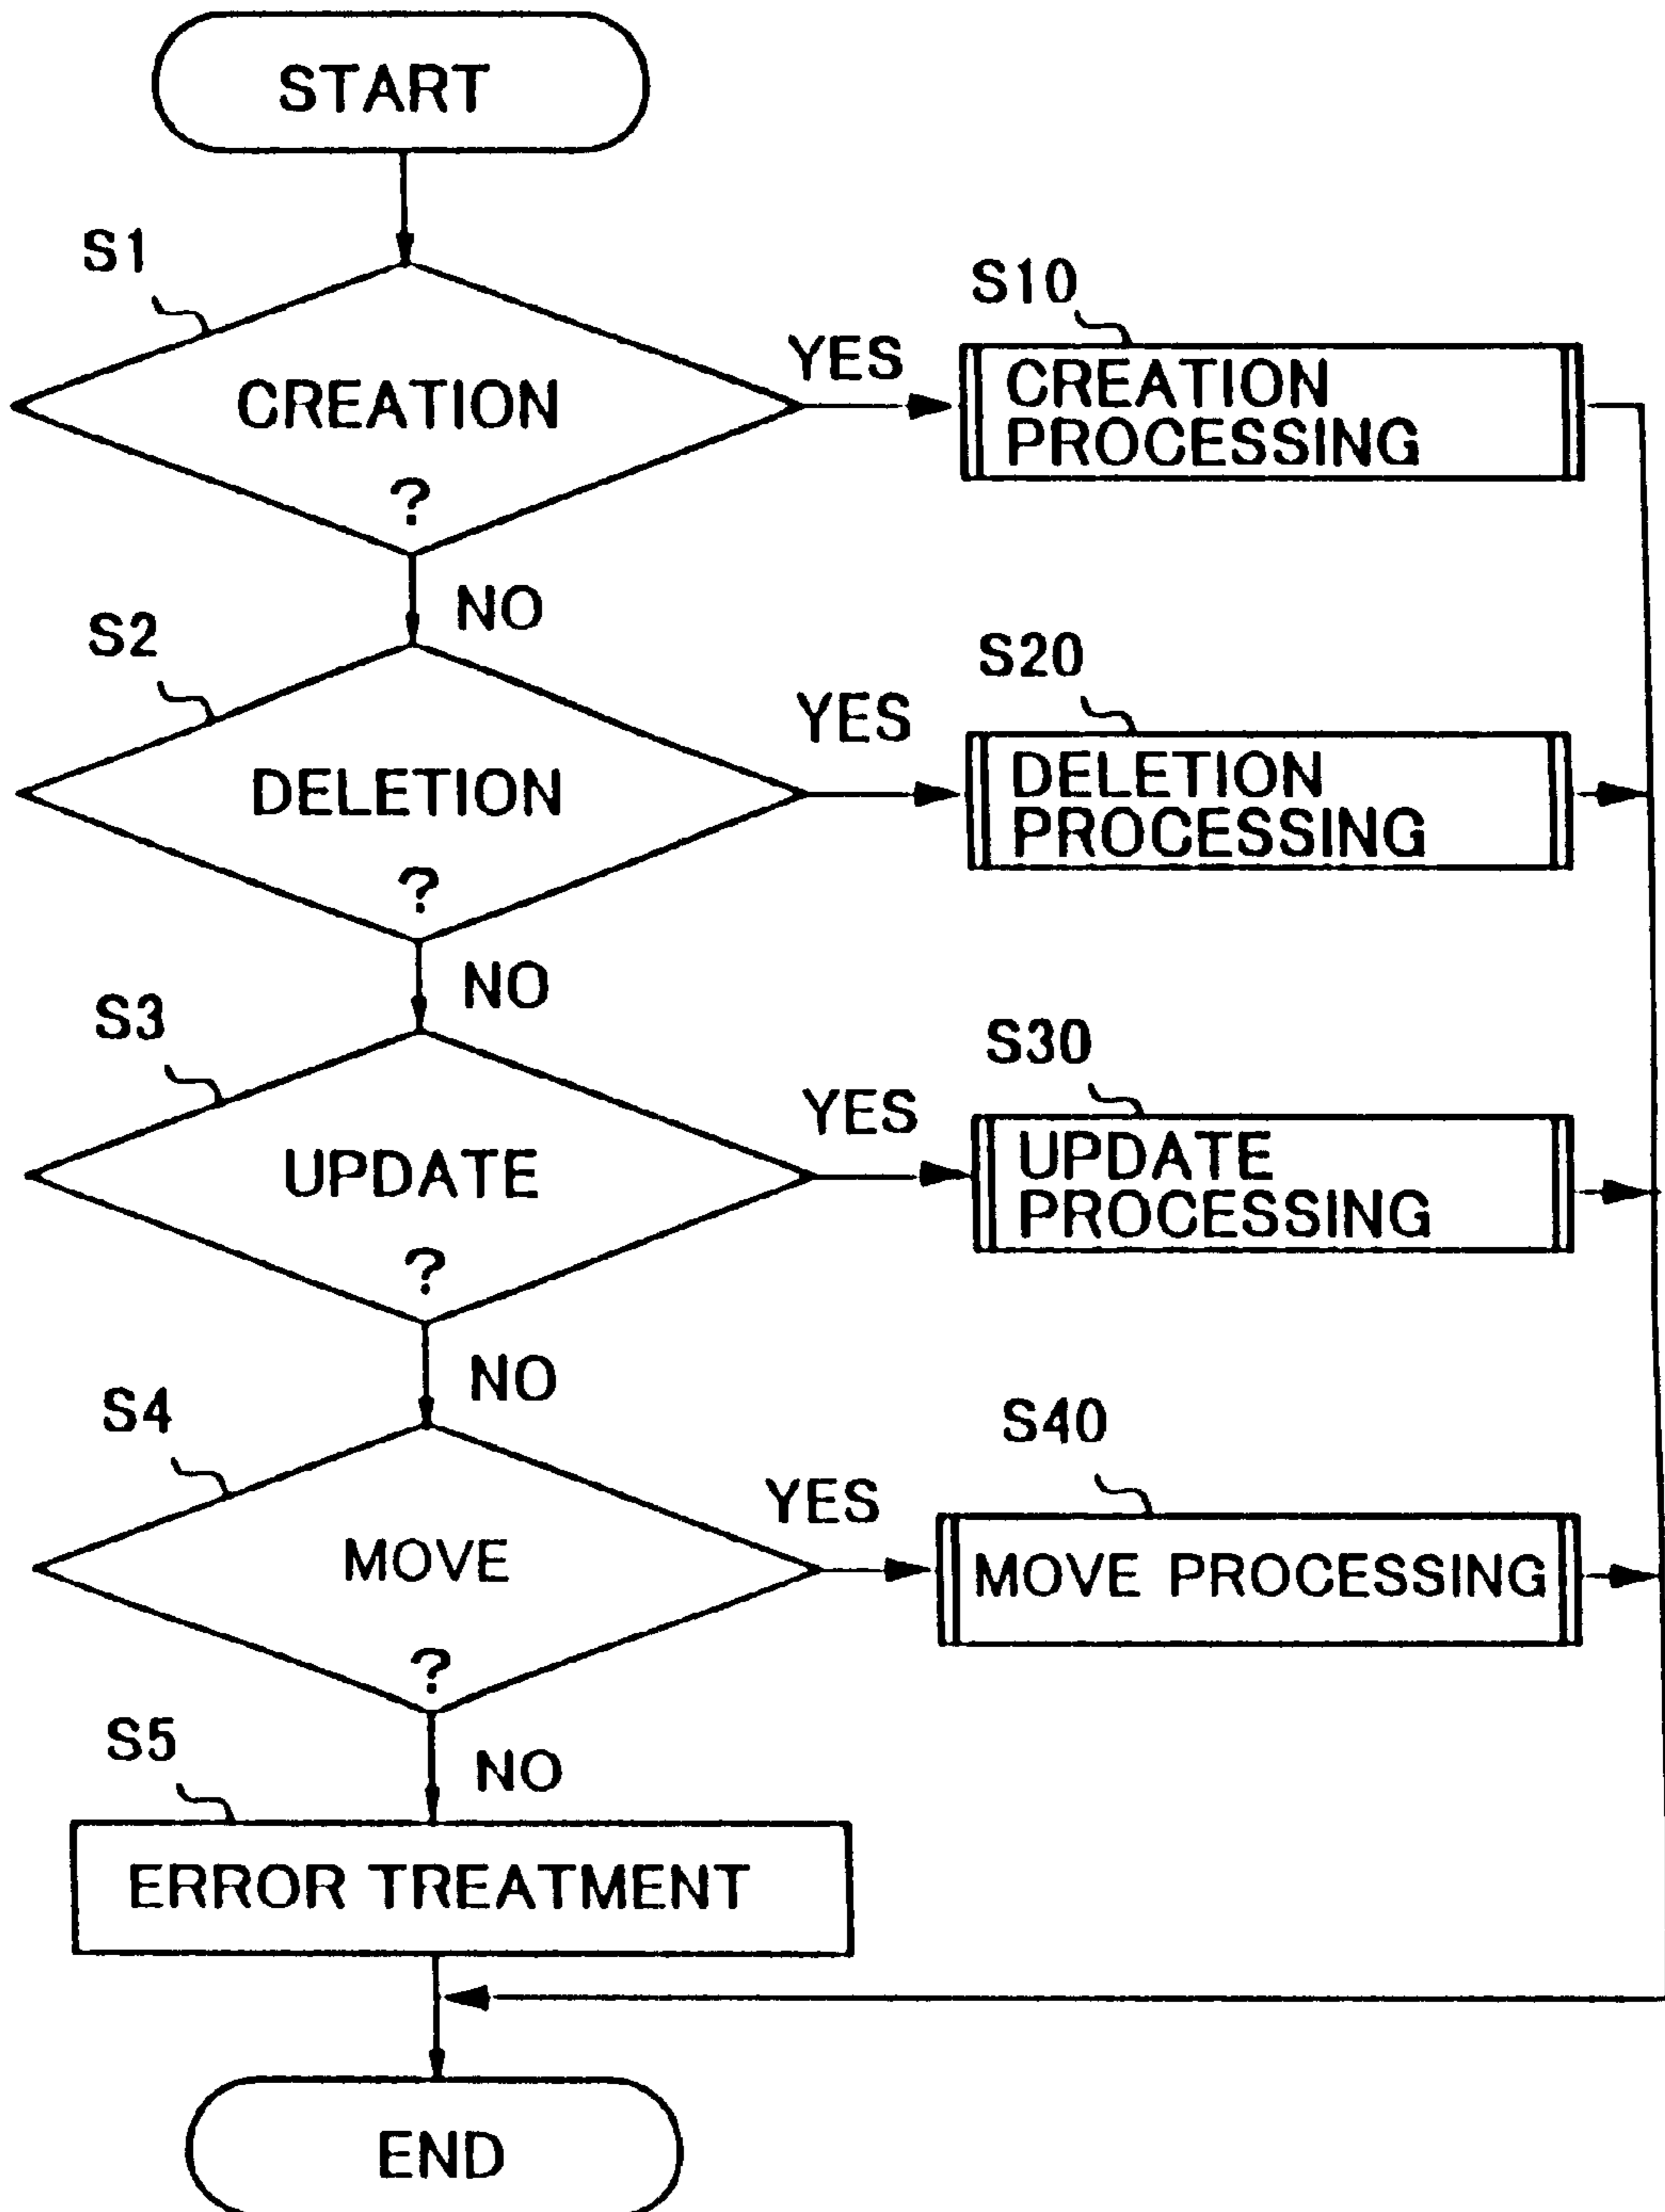 START
S1
CREATION
?
YES
S10
CREATION
PROCESSING
NO
S2
DELETION
?
YES
S20
DELETION
PROCESSING
NO
S3
UPDATE
?
YES
S30
UPDATE
PROCESSING
NO
S4
MOVE
?
YES
S40
MOVE PROCESSING
NO
S5
ERROR TREATMENT
END